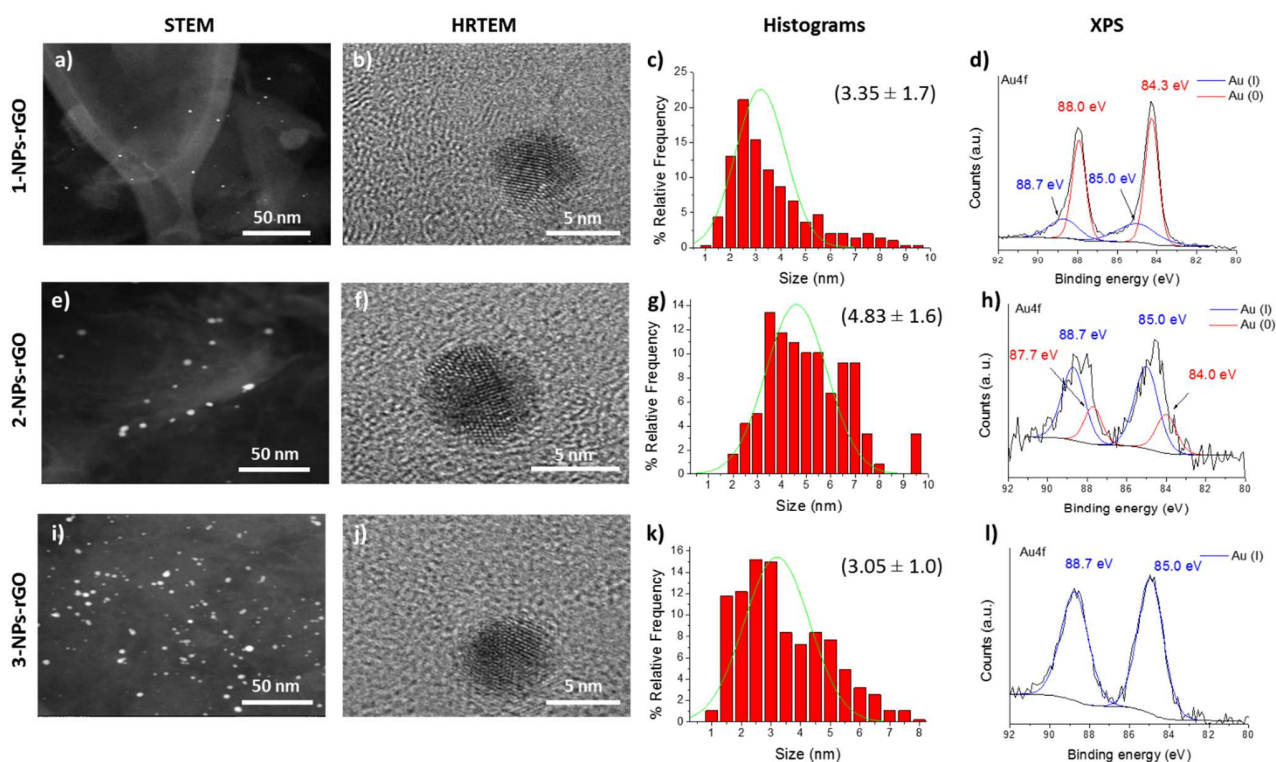 STEM HRTEM Histograms XPS
1-NPs-rGO
a)
50 nm
b)
5 nm
c)
(3.35 ± 1.7)
25
20
15
10
5
0
% Relative Frequency
1 2 3 4 5 6 7 8 9 10
Size (nm)
d)
Au4f
Au (I)
Au (0)
84.3 eV
88.0 eV
88.7 eV
85.0 eV
Counts (a.u.)
92 90 88 86 84 82 80
Binding energy (eV)
2-NPs-rGO
e)
50 nm
f)
5 nm
g)
(4.83 ± 1.6)
14
12
10
8
6
4
2
0
% Relative Frequency
1 2 3 4 5 6 7 8 9 10
Size (nm)
h)
Au4f
Au (I)
Au (0)
88.7 eV
85.0 eV
87.7 eV
84.0 eV
Counts (a. u.)
92 90 88 86 84 82 80
Binding energy (eV)
3-NPs-rGO
i)
50 nm
j)
5 nm
k)
(3.05 ± 1.0)
16
14
12
10
8
6
4
2
0
% Relative Frequency
1 2 3 4 5 6 7 8
Size (nm)
l)
Au4f
Au (I)
88.7 eV
85.0 eV
Counts (a.u.)
92 90 88 86 84 82 80
Binding energy (eV)